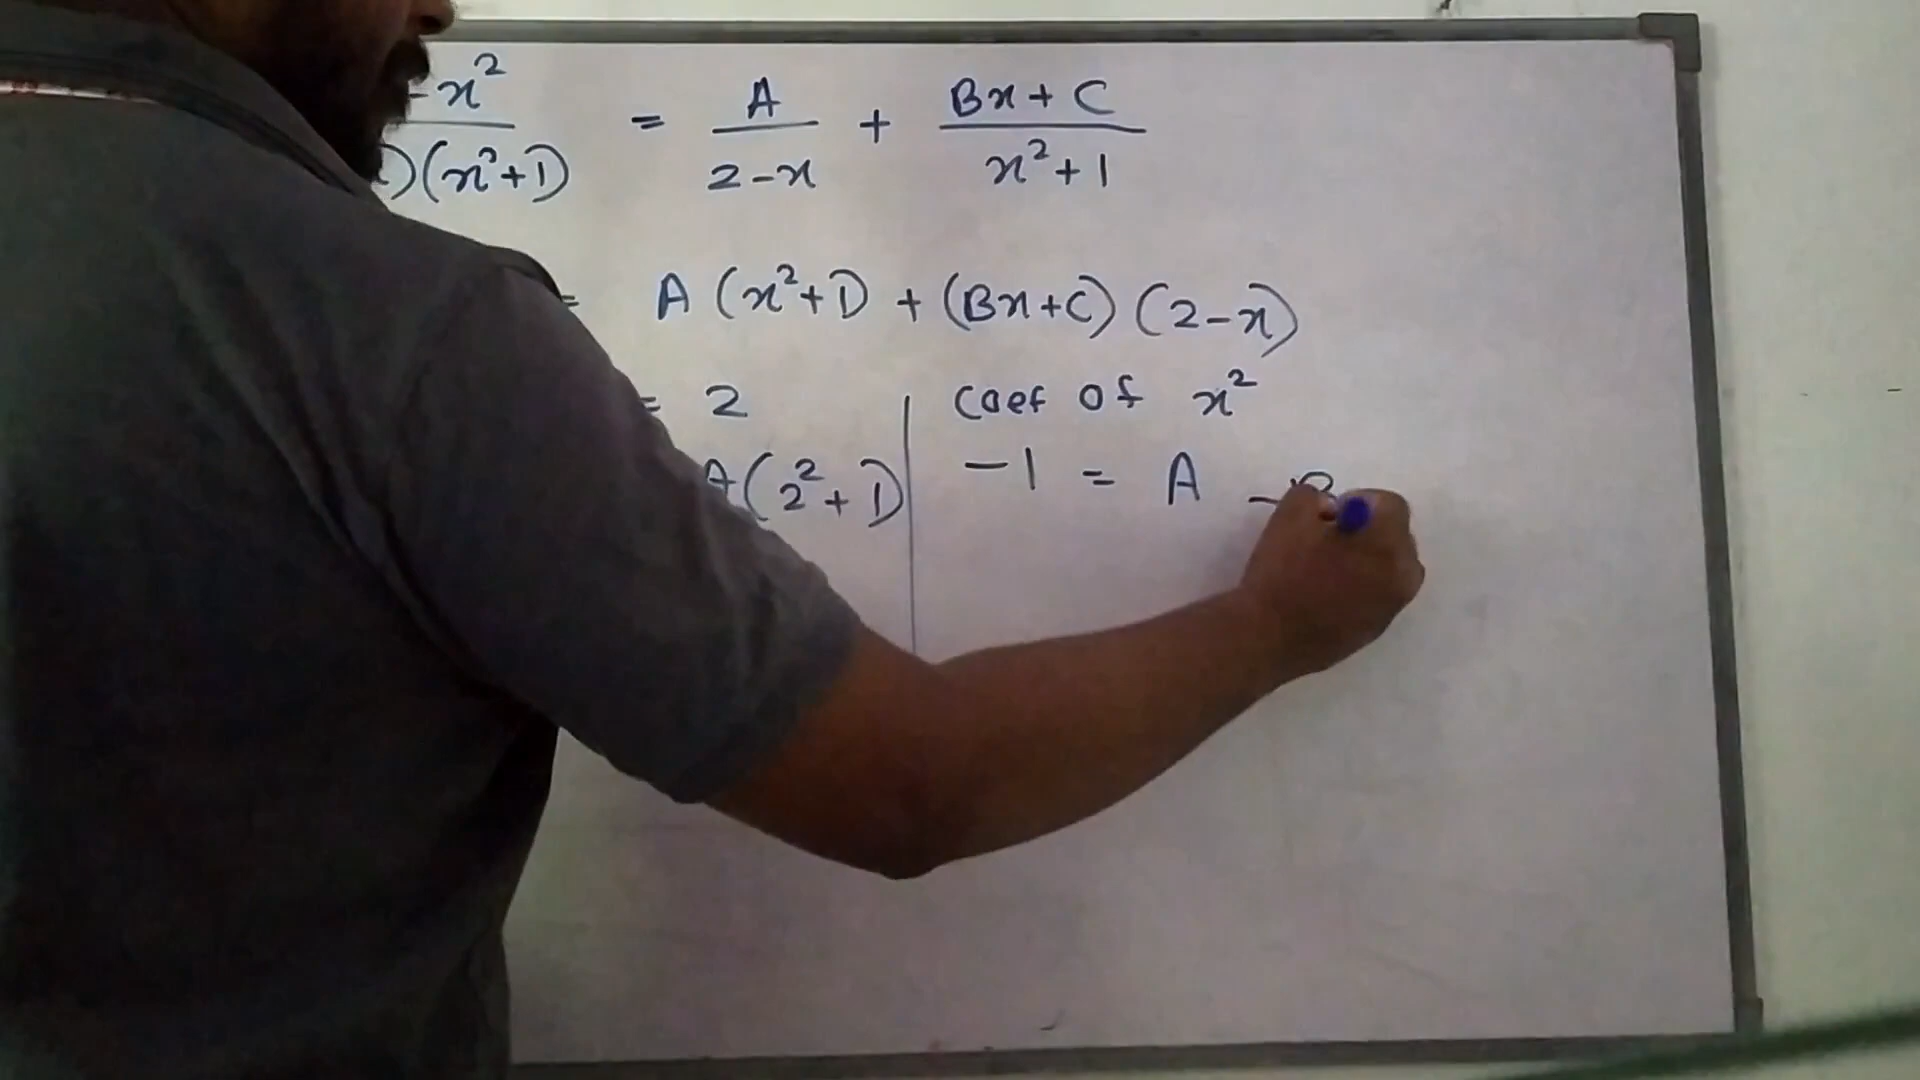 - x² = A + Bx + C
)(x²+1) 2-x x²+1
= A (x²+1) + (Bx+C) (2-x)
= 2
A(2²+1)
coef of x²
-1 = A -B